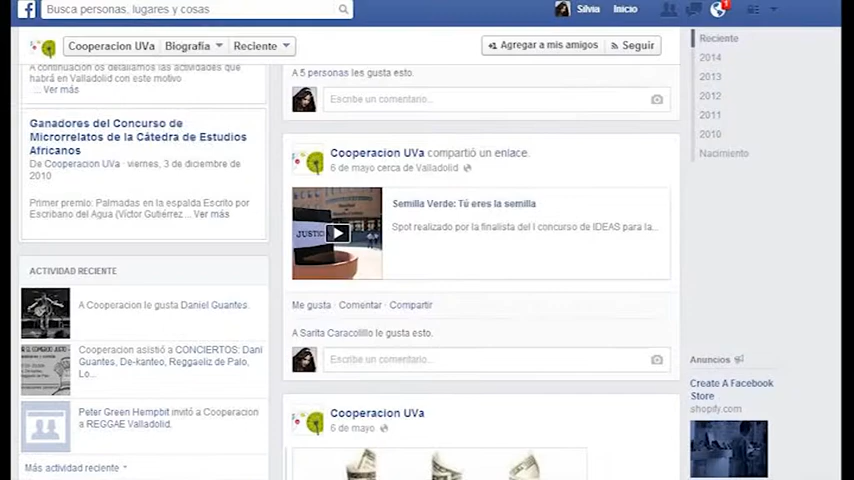 Busca personas, lugares y cosas
Silvia Inicio
1
Cooperacion UVa Biografía Reciente
Agregar a mis amigos Seguir
Reciente
2014
2013
2012
2011
2010
Nacimiento
A continuación os detallamos las actividades que
habrá en Valladolid con este motivo
... Ver más
Ganadores del Concurso de
Microrrelatos de la Cátedra de Estudios
Africanos
De Cooperacion UVa · viernes, 3 de diciembre de
2010
Primer premio: Palmadas en la espalda Escrito por
Escribano del Agua (Víctor Gutiérrez... Ver más
ACTIVIDAD RECIENTE
A Cooperacion le gusta Daniel Guantes.
Cooperacion asistió a CONCIERTOS: Dani
Guantes, De-kanteo, Reggaeliz de Palo,
Lo...
Peter Green Hempbit invitó a Cooperacion
a REGGAE Valladolid.
Más actividad reciente
A 5 personas les gusta esto.
Escribe un comentario...
Cooperacion UVa compartió un enlace.
6 de mayo cerca de Valladolid
JUSTIC
Semilla Verde: Tú eres la semilla
Spot realizado por la finalista del I concurso de IDEAS para la...
Me gusta · Comentar · Compartir
A Sarita Caracolillo le gusta esto.
Escribe un comentario...
Cooperacion UVa
6 de mayo
Anuncios
Create A Facebook
Store
shopify.com